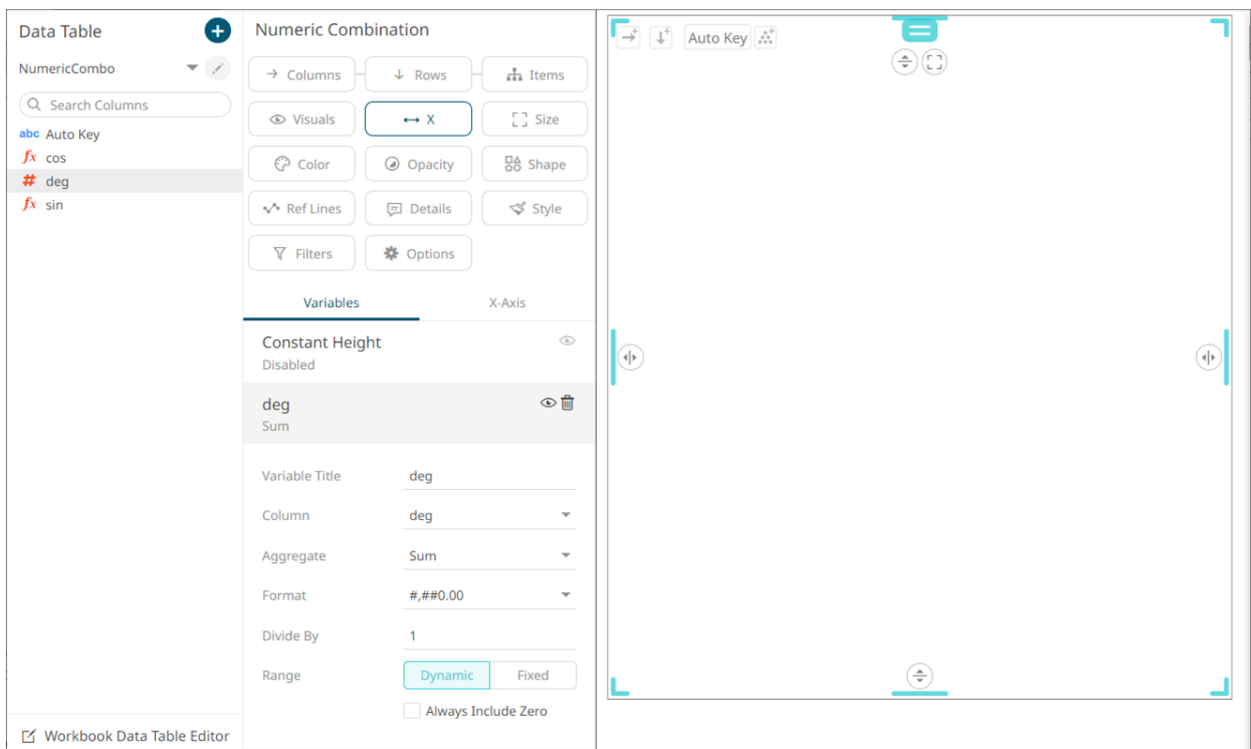 Data Table
NumericCombo
Search Columns
abc Auto Key
fx cos
# deg
fx sin
Workbook Data Table Editor
Numeric Combination
Columns
Rows
Items
Visuals
X
Size
Color
Opacity
Shape
Ref Lines
Details
Style
Filters
Options
Variables
X-Axis
Constant Height
Disabled
deg
Sum
Variable Title deg
Column deg
Aggregate Sum
Format #,##0.00
Divide By 1
Range Dynamic Fixed
Always Include Zero
Auto Key